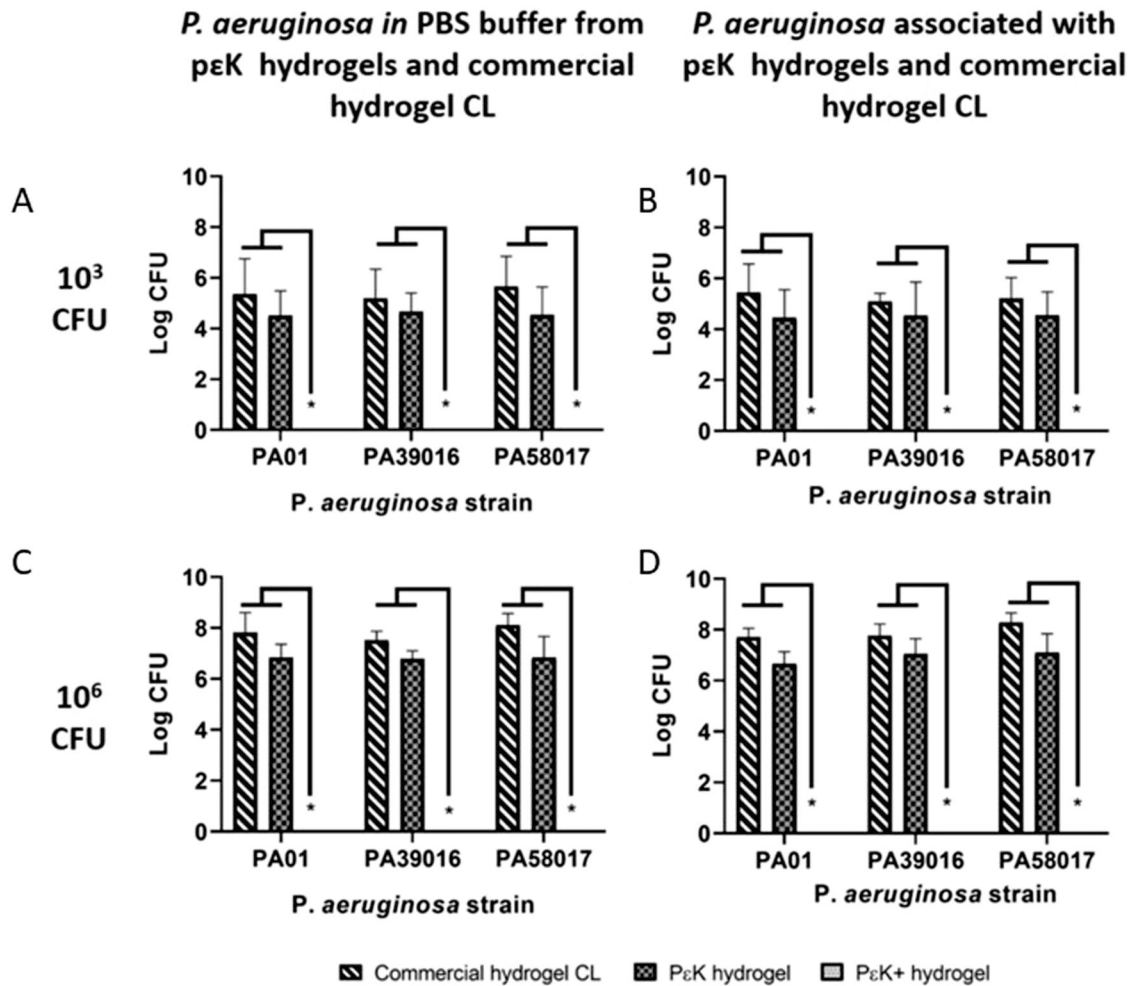 P. aeruginosa in PBS buffer from
pεK hydrogels and commercial
hydrogel CL
P. aeruginosa associated with
pεK hydrogels and commercial
hydrogel CL
A
10³
CFU
Log CFU
10
8
6
4
2
0
*
*
*
PA01
PA39016
PA58017
P. aeruginosa strain
B
Log CFU
10
8
6
4
2
0
*
*
*
PA01
PA39016
PA58017
P. aeruginosa strain
C
10⁶
CFU
Log CFU
10
8
6
4
2
0
*
*
*
PA01
PA39016
PA58017
P. aeruginosa strain
D
Log CFU
10
8
6
4
2
0
*
*
*
PA01
PA39016
PA58017
P. aeruginosa strain
Commercial hydrogel CL
PεK hydrogel
PεK+ hydrogel